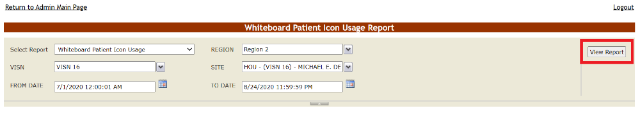 Return to Admin Main Page Logout
Whiteboard Patient Icon Usage Report
Select Report Whiteboard Patient Icon Usage REGION Region 2 View Report
VISN VISN 16 SITE HOU - (VISN 16) - MICHAEL E. DE
FROM DATE 7/1/2020 12:00:01 AM TO DATE 8/24/2020 11:59:59 PM